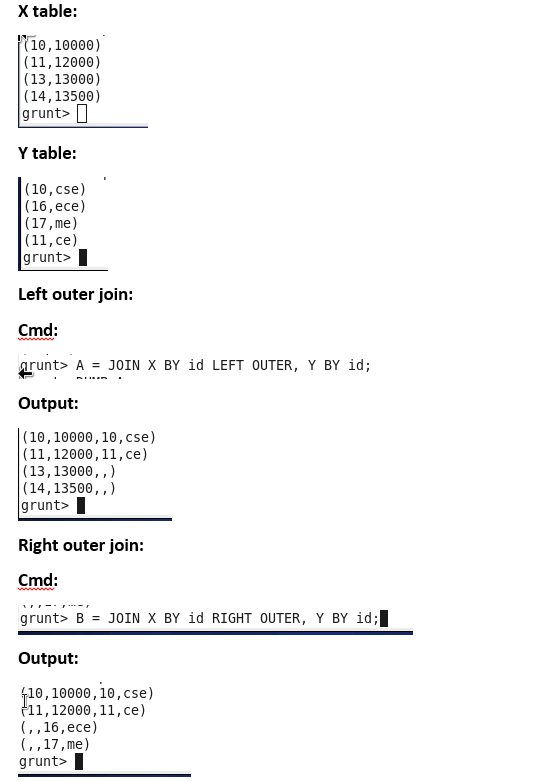 X table:
(10,10000)
(11,12000)
(13,13000)
(14,13500)
grunt>
Y table:
(10,cse)
(16,ece)
(17,me)
(11,ce)
grunt>
Left outer join:
Cmd:
grunt> A = JOIN X BY id LEFT OUTER, Y BY id;
Output:
(10,10000,10,cse)
(11,12000,11,ce)
(13,13000,,)
(14,13500,,)
grunt>
Right outer join:
Cmd:
grunt> B = JOIN X BY id RIGHT OUTER, Y BY id;
Output:
(10,10000,10,cse)
(11,12000,11,ce)
(,,16,ece)
(,,17,me)
grunt>